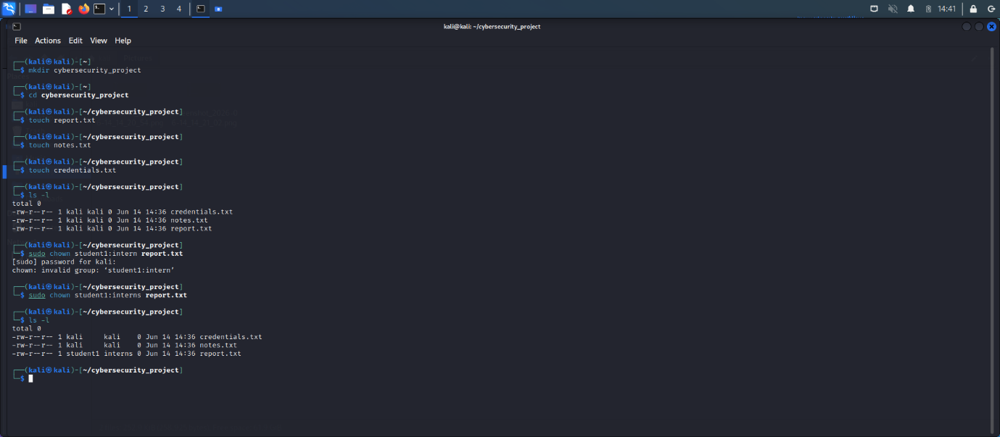 1 2 3 4 14:41
kali@kali: ~/cybersecurity_project
File Actions Edit View Help
┌──(kali㉿kali)-[~]
└─$ mkdir cybersecurity_project
┌──(kali㉿kali)-[~]
└─$ cd cybersecurity_project
┌──(kali㉿kali)-[~/cybersecurity_project]
└─$ touch report.txt
┌──(kali㉿kali)-[~/cybersecurity_project]
└─$ touch notes.txt
┌──(kali㉿kali)-[~/cybersecurity_project]
└─$ touch credentials.txt
┌──(kali㉿kali)-[~/cybersecurity_project]
└─$ ls -l
total 0
-rw-r--r-- 1 kali kali 0 Jun 14 14:36 credentials.txt
-rw-r--r-- 1 kali kali 0 Jun 14 14:36 notes.txt
-rw-r--r-- 1 kali kali 0 Jun 14 14:36 report.txt
┌──(kali㉿kali)-[~/cybersecurity_project]
└─$ sudo chown student1:intern report.txt
[sudo] password for kali:
chown: invalid group: ‘student1:intern’
┌──(kali㉿kali)-[~/cybersecurity_project]
└─$ sudo chown student1:interns report.txt
┌──(kali㉿kali)-[~/cybersecurity_project]
└─$ ls -l
total 0
-rw-r--r-- 1 kali     kali    0 Jun 14 14:36 credentials.txt
-rw-r--r-- 1 kali     kali    0 Jun 14 14:36 notes.txt
-rw-r--r-- 1 student1 interns 0 Jun 14 14:36 report.txt
┌──(kali㉿kali)-[~/cybersecurity_project]
└─$